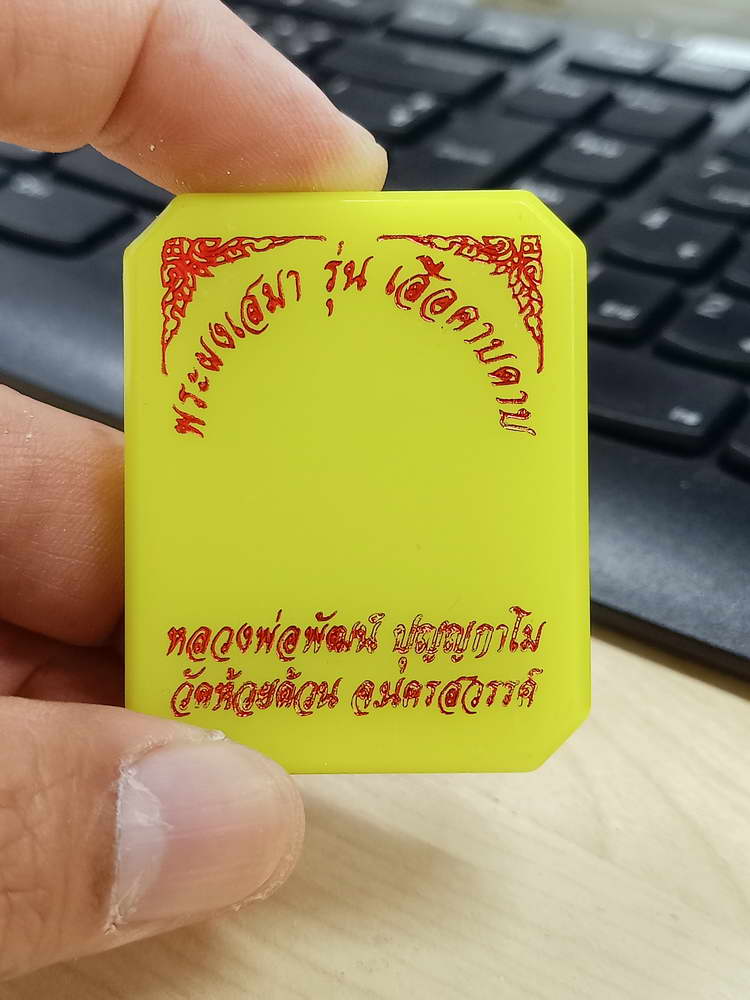 พระผงเสมา รุ่น เสือคาบดาบ
หลวงพ่อพัฒน์ ปุญญกาโม
วัดห้วยด้วน จ.นครสวรรค์